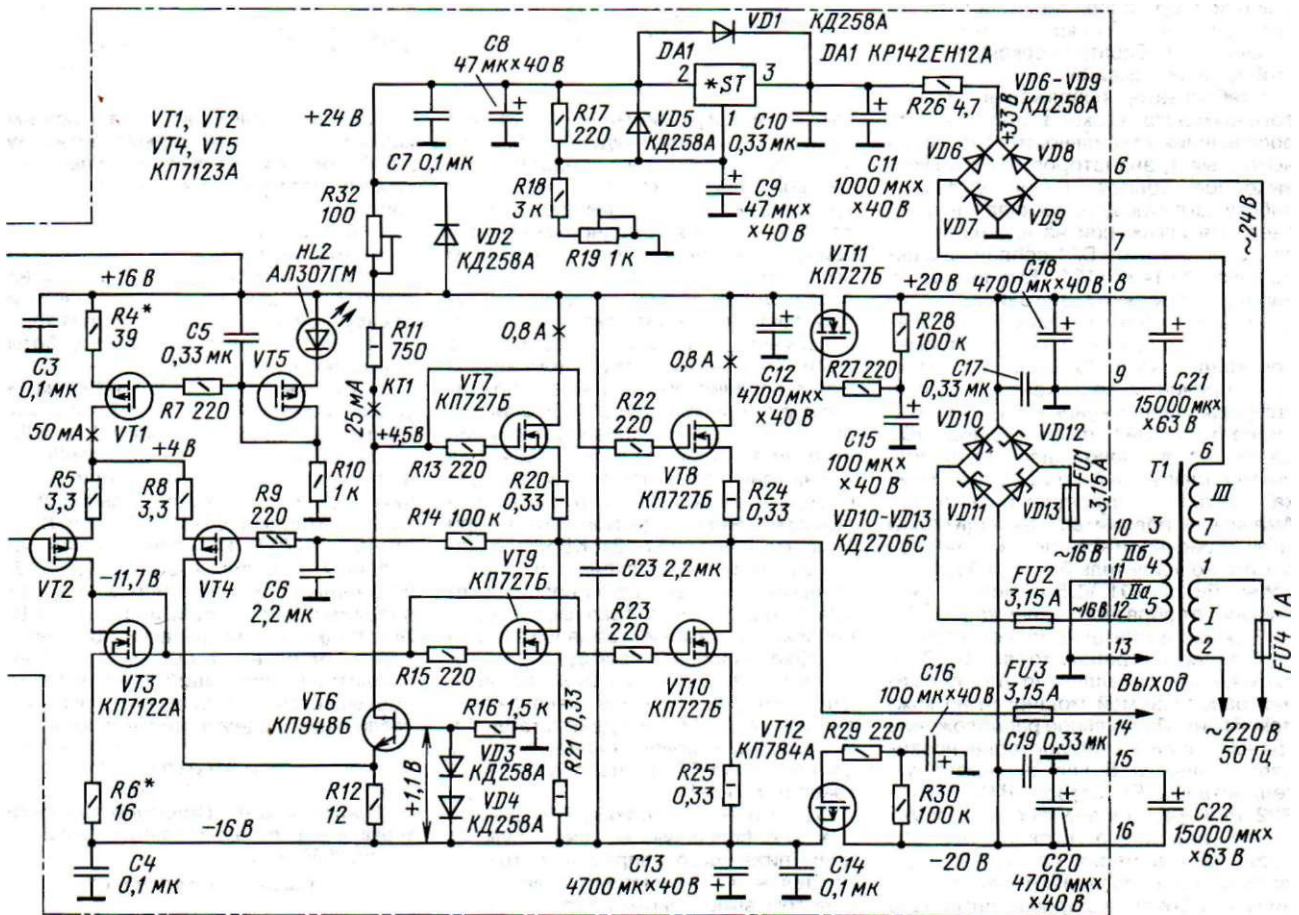 VT1, VT2
VT4, VT5
КП7123А
+24 В
C8
47 мк×40 В
C7 0,1 мк
R17
220
VD1
КД258А
DA1
2
*ST
3
1
DA1 КР142ЕН12А
VD5
КД258А
C10
0,33 мк
C11
1000 мк×
×40 В
R26 4,7
+33 В
VD6-VD9
КД258А
VD6
VD8
VD7
VD9
6
7
~24 В
R32
100
VD2
КД258А
R18
3 к
R19 1 к
C9
47 мк×
×40 В
HL2
АЛ307ГМ
+16 В
C3
0,1 мк
R4*
39
C5
0,33 мк
VT5
R7 220
VT1
50 мА
R11
750
КТ1
25 мА
+4,5 В
0,8 А
VT7
КП727Б
R13 220
R20
0,33
R22
220
0,8 А
VT8
КП727Б
R24
0,33
C12
4700 мк×
×40 В
VT11
КП727Б
+20 В
R28
100 к
R27 220
C15
100 мк×
×40 В
C18
4700 мк×40 В
8
C17
0,33 мк
9
C21
15000 мк×
×63 В
VD10
VD12
VD11
VD13
VD10-VD13
КД270БС
FU1
3,15 А
T1
6
III
7
10
3
~16 В
IIб
4
11
IIа
12
5
~16 В
FU2
3,15 А
1
I
2
FU4 1 А
~220 В
50 Гц
13
Выход
14
FU3
3,15 А
+4 В
R5
3,3
R8
3,3
R9
220
R10
1 к
R14 100 к
VT2
VT4
-11,7 В
C6
2,2 мк
VT9
КП727Б
C23 2,2 мк
R23
220
VT3
КП7122А
R15 220
VT6
КП948Б
R16 1,5 к
VD3
КД258А
VD4
КД258А
+1,1 В
R21 0,33
VT10
КП727Б
R25
0,33
R6*
16
R12
12
-16 В
C4
0,1 мк
C13
4700 мк×40 В
C14
0,1 мк
VT12
КП784А
R29 220
C16
100 мк×40 В
R30
100 к
-20 В
C19 0,33 мк
15
16
C20
4700 мк×
×40 В
C22
15000 мк×
×63 В